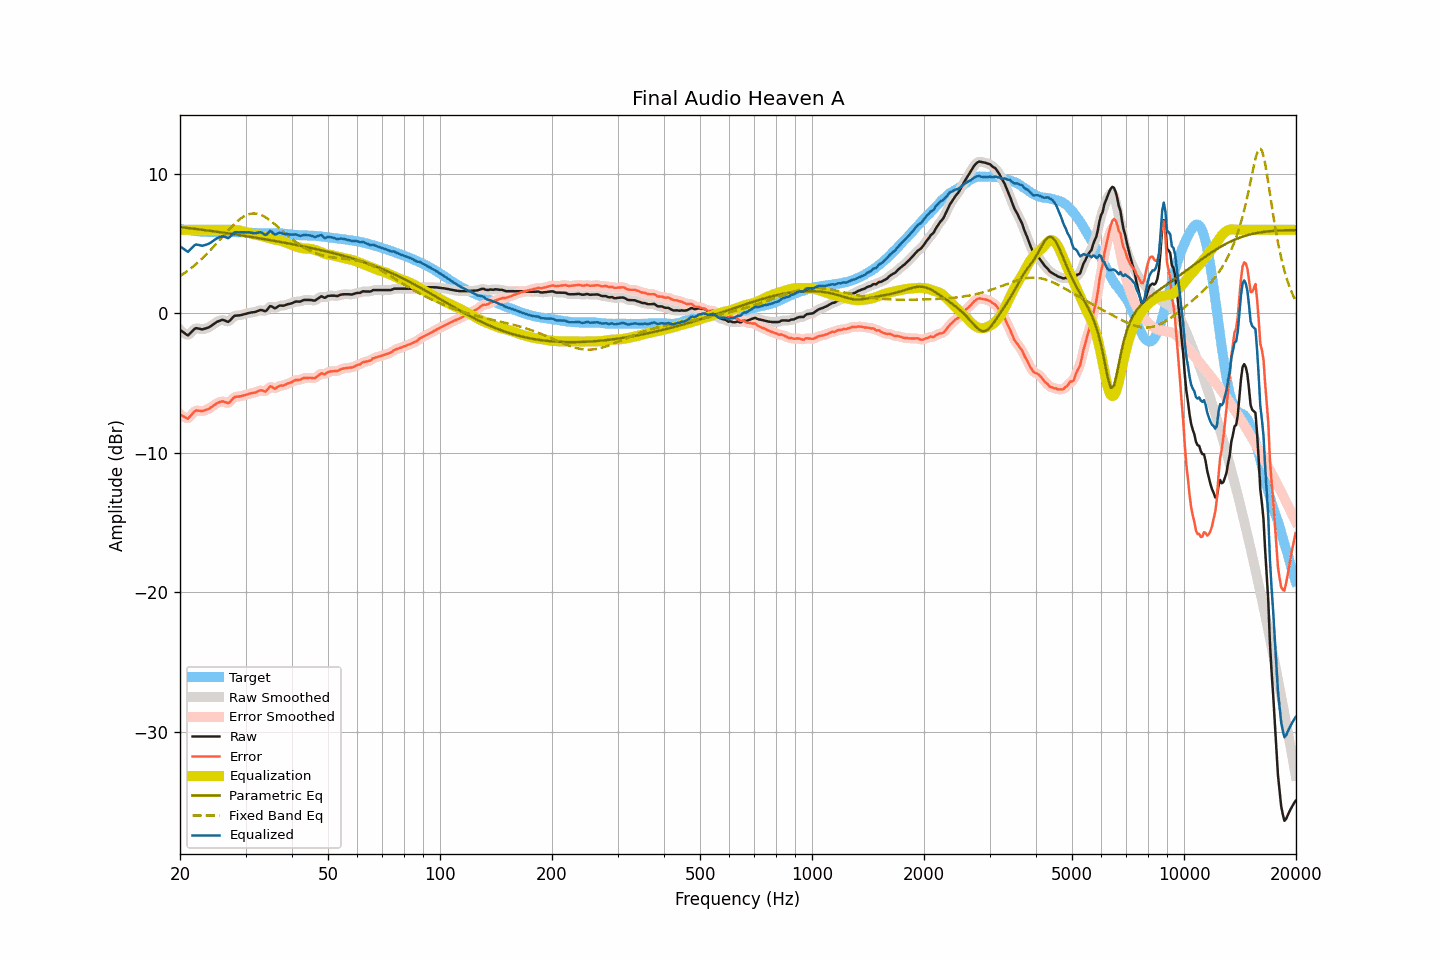 Final Audio Heaven A
Amplitude (dBr)
10
0
−10
−20
−30
Target
Raw Smoothed
Error Smoothed
Raw
Error
Equalization
Parametric Eq
Fixed Band Eq
Equalized
20 50 100 200 500 1000 2000 5000 10000 20000
Frequency (Hz)